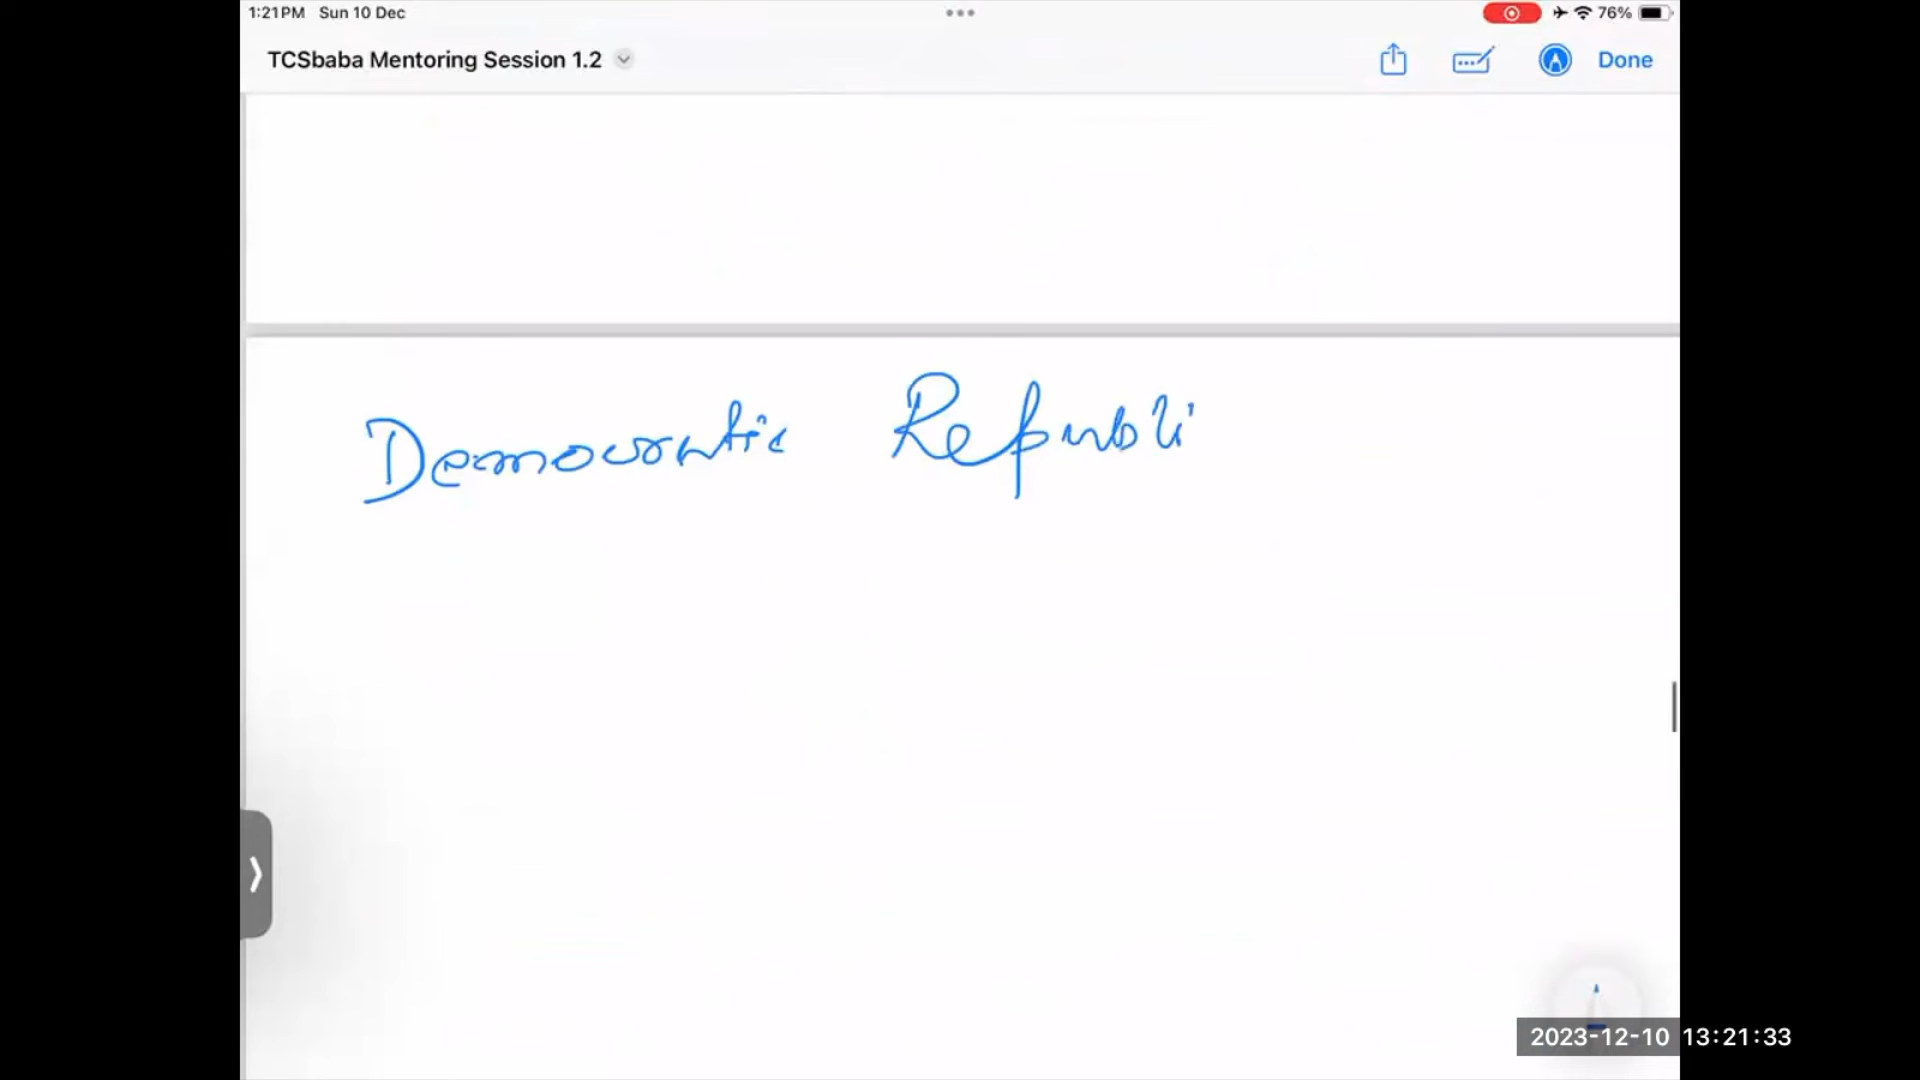 1:21 PM Sun 10 Dec
76%
TCSbaba Mentoring Session 1.2
Done
Democratic Republi
2023-12-10 13:21:33